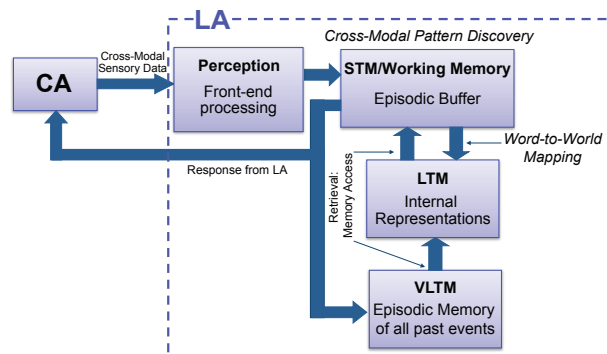 LA
Cross-Modal Pattern Discovery
Cross-Modal
Sensory Data
CA
Perception
Front-end
processing
STM/Working Memory
Episodic Buffer
Word-to-World
Mapping
Response from LA
Retrieval:
Memory Access
LTM
Internal
Representations
VLTM
Episodic Memory
of all past events